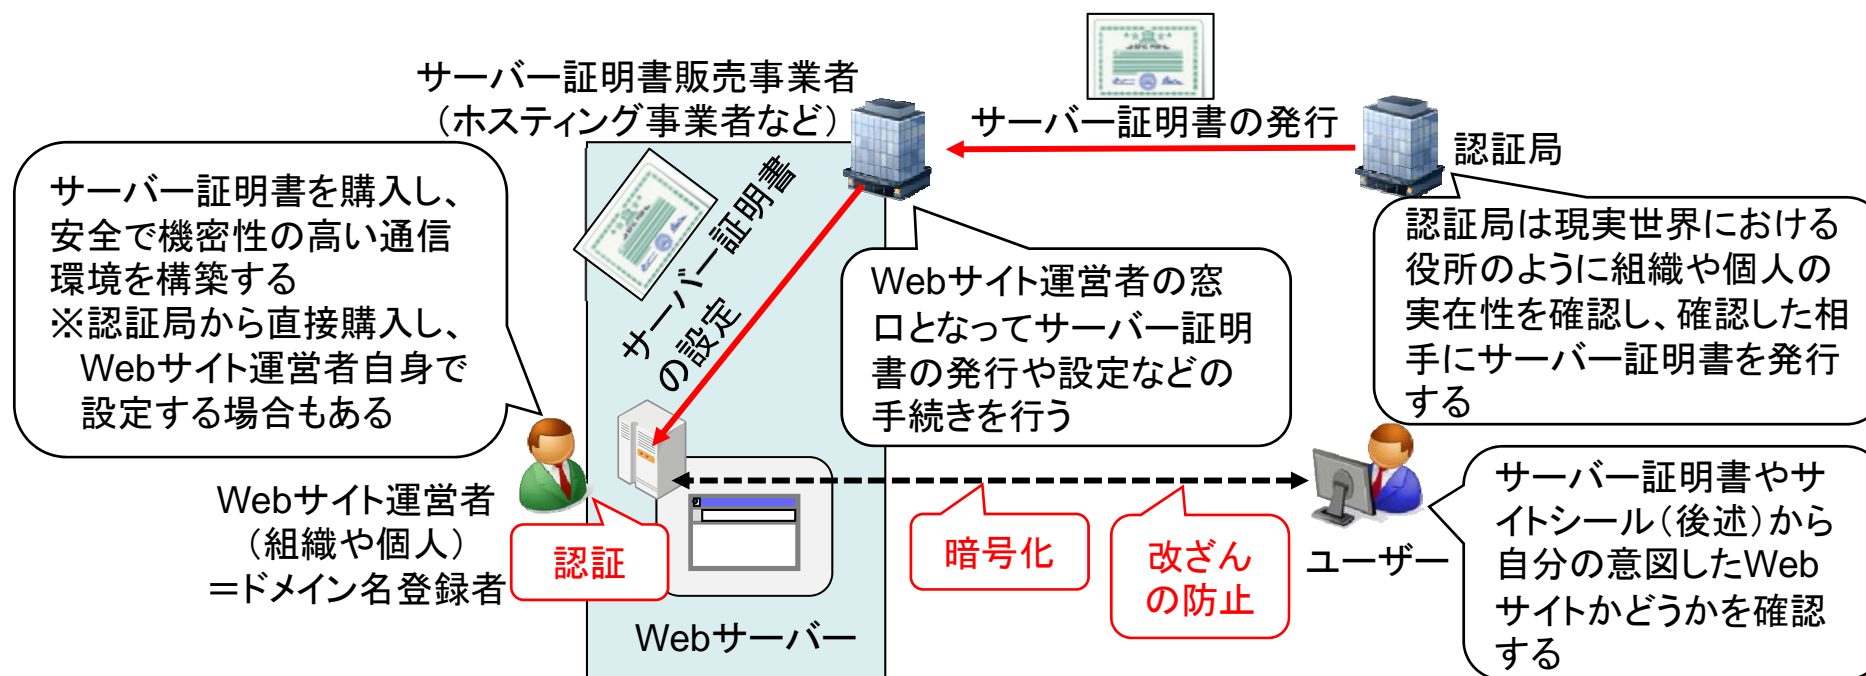 サーバー証明書販売事業者
（ホスティング事業者など）
サーバー証明書の発行
認証局
サーバー証明書を購入し、
安全で機密性の高い通信
環境を構築する
※認証局から直接購入し、
Webサイト運営者自身で
設定する場合もある
サーバー証明書
の設定
Webサイト運営者の窓
口となってサーバー証明
書の発行や設定などの
手続きを行う
認証局は現実世界における
役所のように組織や個人の
実在性を確認し、確認した相
手にサーバー証明書を発行
する
Webサイト運営者
（組織や個人）
＝ドメイン名登録者
認証
Webサーバー
暗号化
改ざん
の防止
ユーザー
サーバー証明書やサ
イトシール（後述）から
自分の意図したWeb
サイトかどうかを確認
する